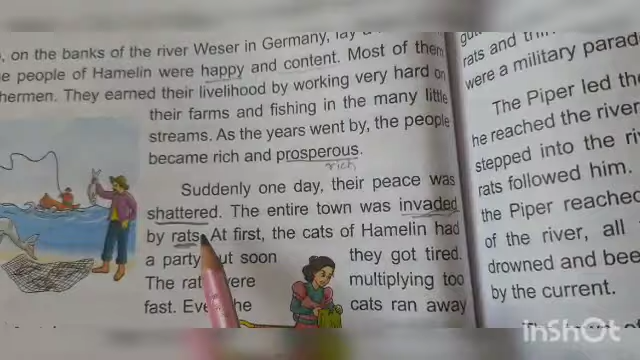 on the banks of the river Weser in Germany, lay
people of Hamelin were happy and content. Most of them
They earned their livelihood by working very hard on
their farms and fishing in the many little
streams. As the years went by, the people
became rich and prosperous.
rich
Suddenly one day, their peace was
shattered. The entire town was invaded
by rats. At first, the cats of Hamelin had
a party but soon they got tired.
The rats were multiplying too
fast. Even the cats ran away
rats and
were a military parad
The Piper led th
he reached the river
stepped into the ri
rats followed him.
the Piper reache
of the river, all
drowned and bee
by the current.
InShot